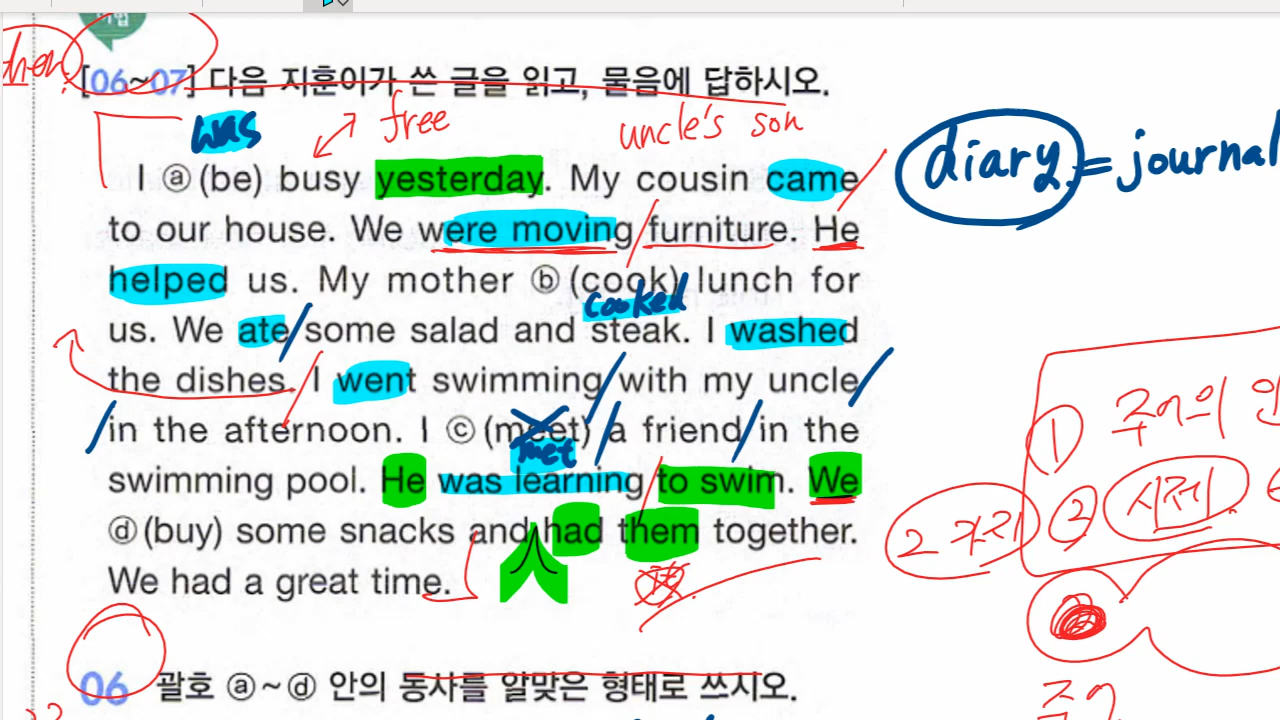 [06~07] 다음 지훈이가 쓴 글을 읽고, 물음에 답하시오.
was
free
uncle's son
diary = journal
I ⓐ (be) busy yesterday. My cousin came
to our house. We were moving furniture. He
helped us. My mother ⓑ (cook) lunch for
cooked
us. We ate some salad and steak. I washed
the dishes. I went swimming with my uncle
in the afternoon. I ⓒ (meet) a friend in the
met
swimming pool. He was learning to swim. We
ⓓ (buy) some snacks and had them together.
We had a great time.
① 주어의
② 시제
2가지
주어
06 괄호 ⓐ~ⓓ 안의 동사를 알맞은 형태로 쓰시오.